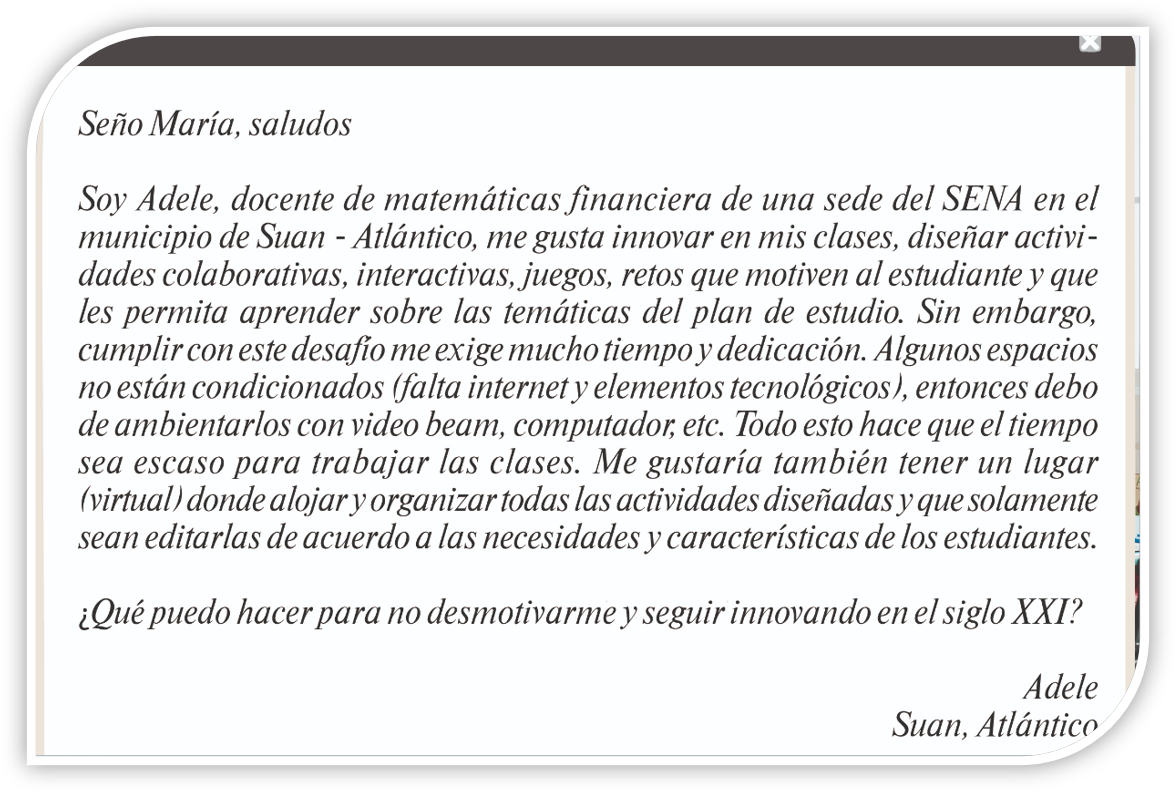 Seño María, saludos
Soy Adele, docente de matemáticas financiera de una sede del SENA en el
municipio de Suan - Atlántico, me gusta innovar en mis clases, diseñar activi-
dades colaborativas, interactivas, juegos, retos que motiven al estudiante y que
les permita aprender sobre las temáticas del plan de estudio. Sin embargo,
cumplir con este desafío me exige mucho tiempo y dedicación. Algunos espacios
no están condicionados (falta internet y elementos tecnológicos), entonces debo
de ambientarlos con video beam, computador, etc. Todo esto hace que el tiempo
sea escaso para trabajar las clases. Me gustaría también tener un lugar
(virtual) donde alojar y organizar todas las actividades diseñadas y que solamente
sean editarlas de acuerdo a las necesidades y características de los estudiantes.
¿Qué puedo hacer para no desmotivarme y seguir innovando en el siglo XXI?
Adele
Suan, Atlántico